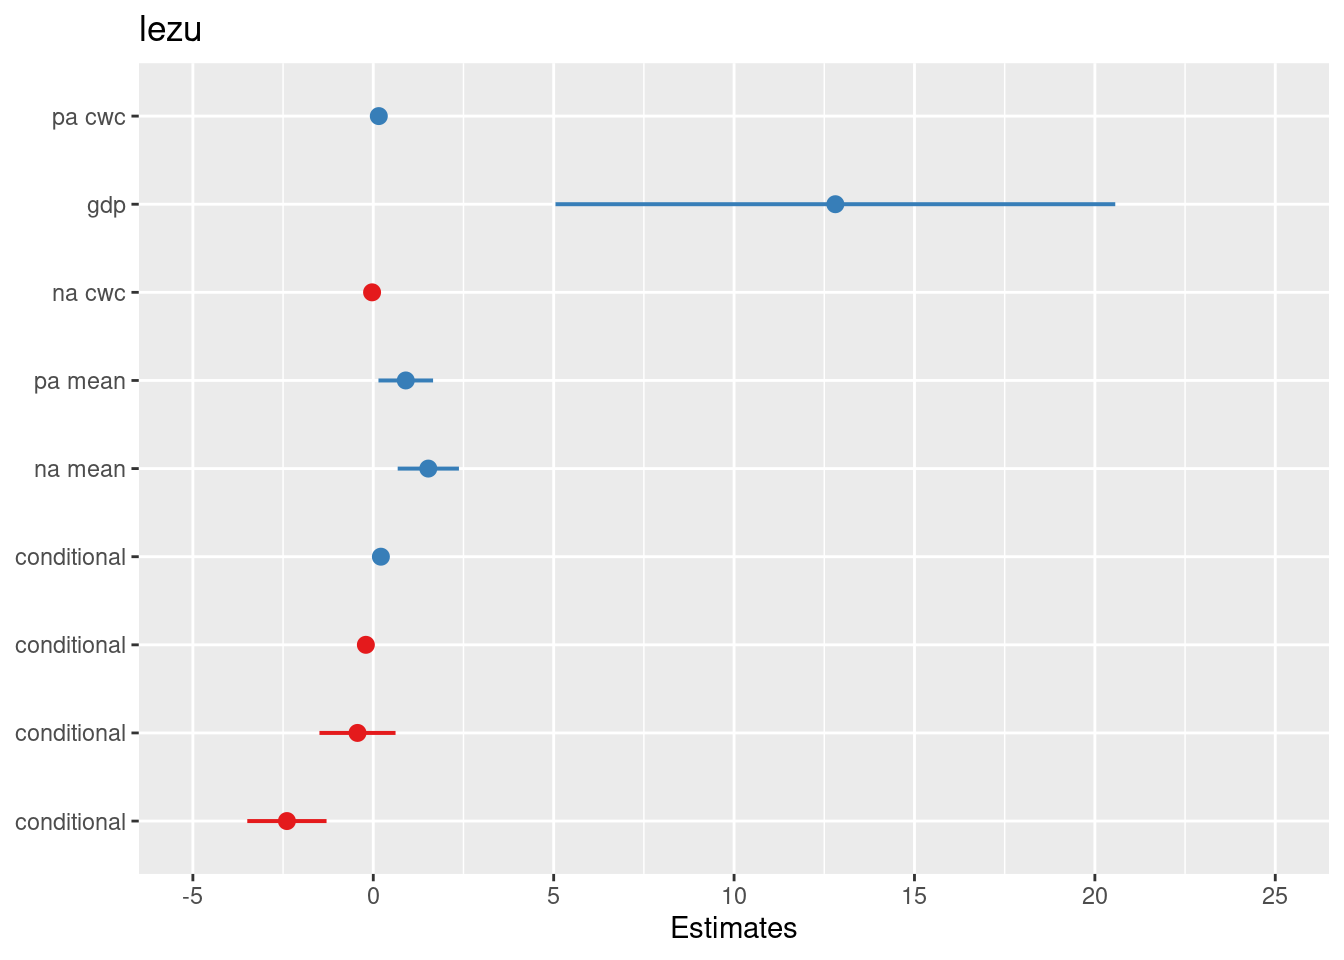 lezu
pa cwc
gdp
na cwc
pa mean
na mean
conditional
conditional
conditional
conditional
-5 0 5 10 15 20 25
Estimates